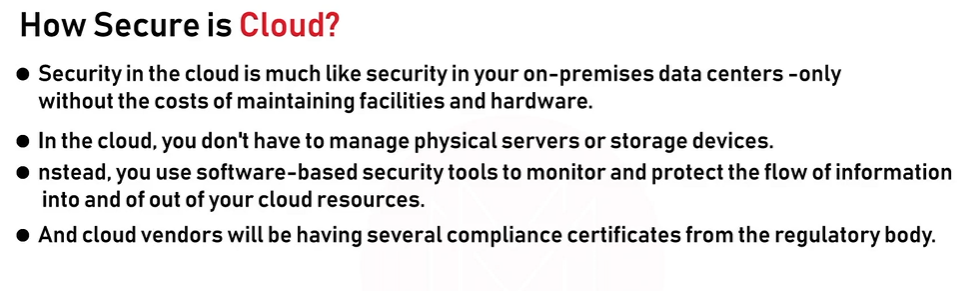 How Secure is Cloud?
● Security in the cloud is much like security in your on-premises data centers -only
without the costs of maintaining facilities and hardware.
● In the cloud, you don't have to manage physical servers or storage devices.
● nstead, you use software-based security tools to monitor and protect the flow of information
into and of out of your cloud resources.
● And cloud vendors will be having several compliance certificates from the regulatory body.